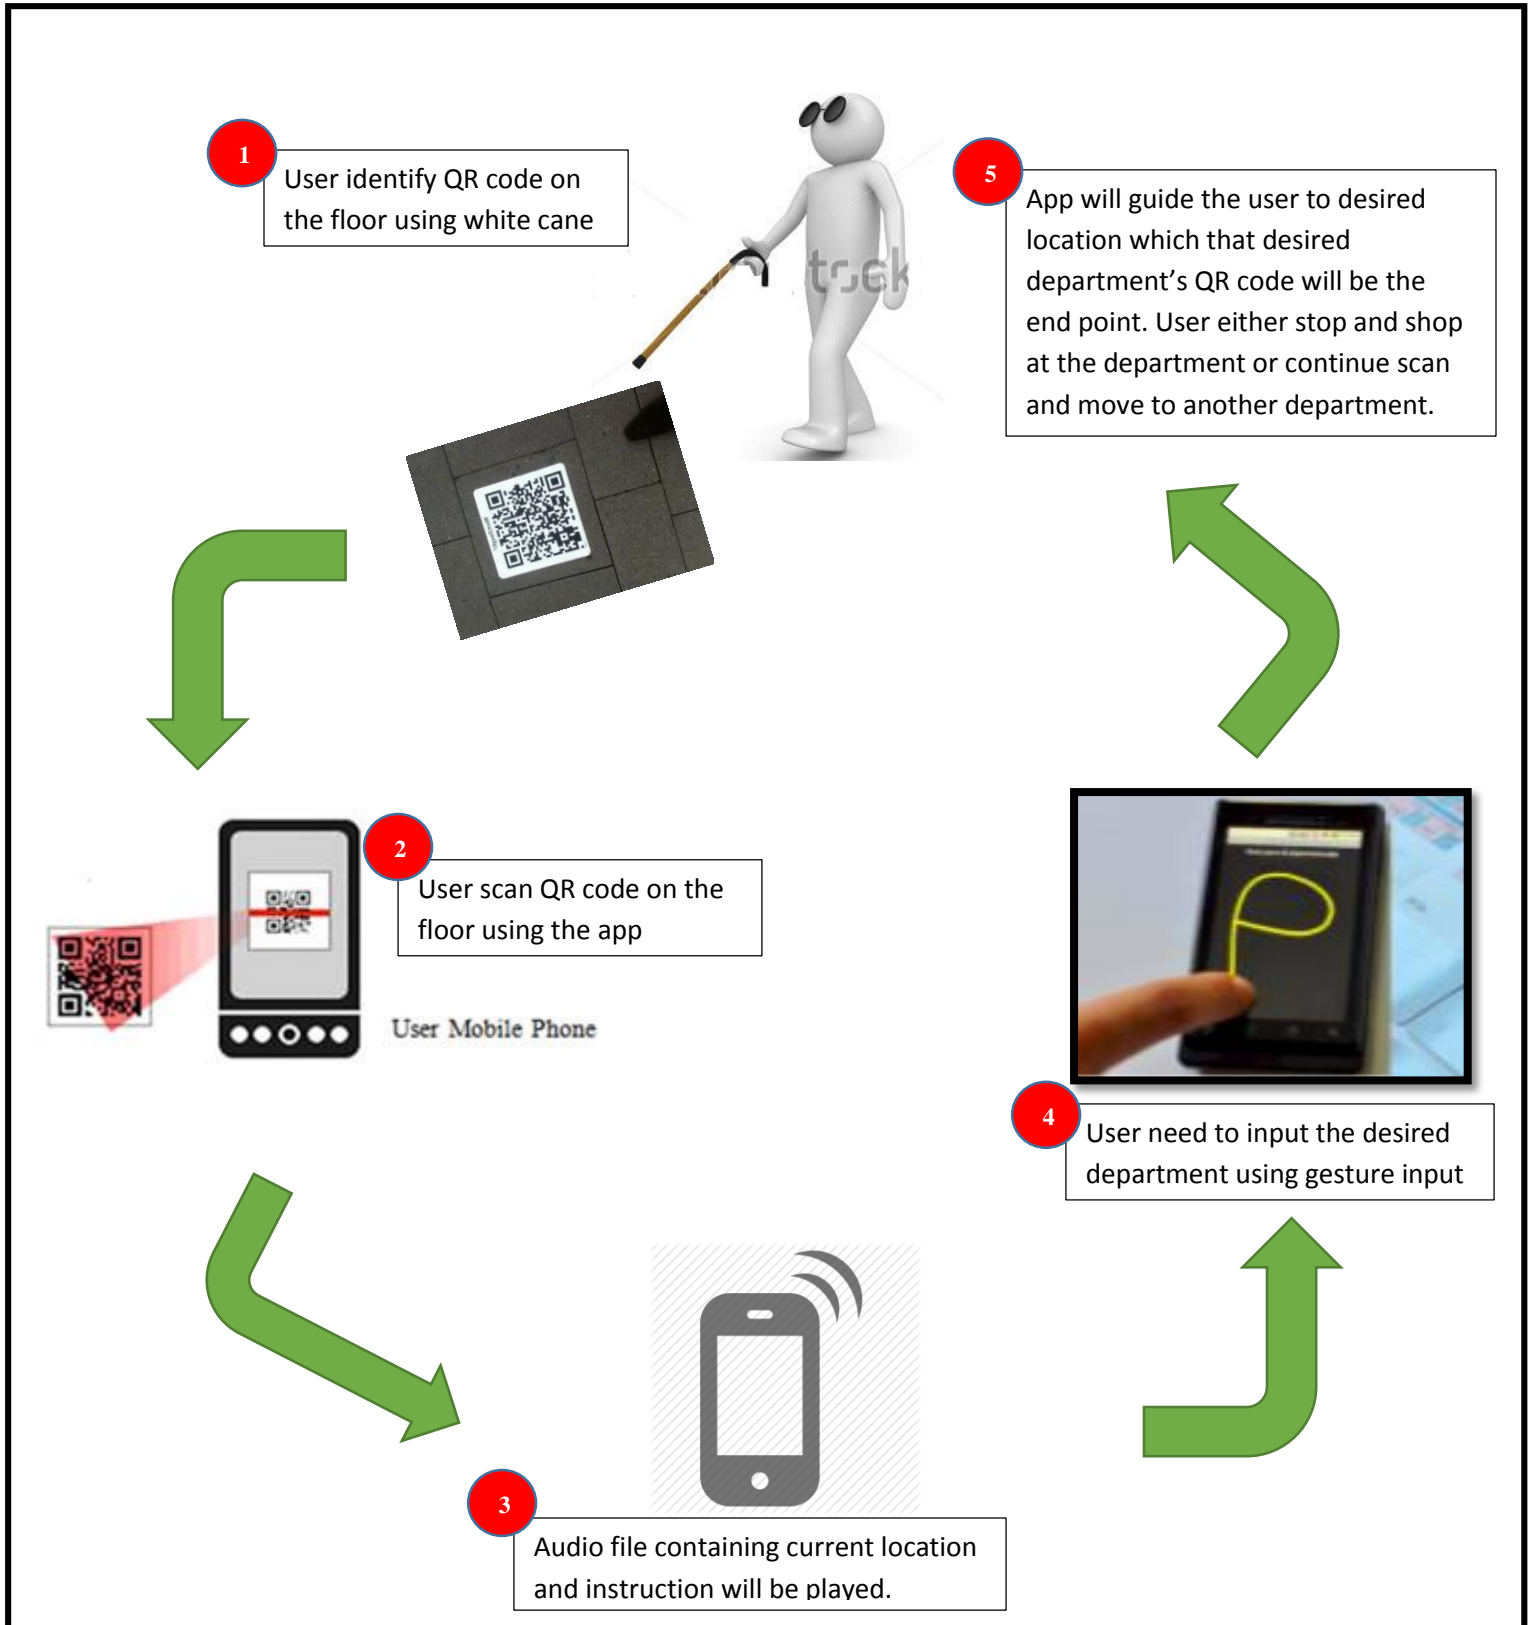 1
User identify QR code on
the floor using white cane
5
App will guide the user to desired
location which that desired
department's QR code will be the
end point. User either stop and shop
at the department or continue scan
and move to another department.
2
User scan QR code on the
floor using the app
User Mobile Phone
4
User need to input the desired
department using gesture input
3
Audio file containing current location
and instruction will be played.